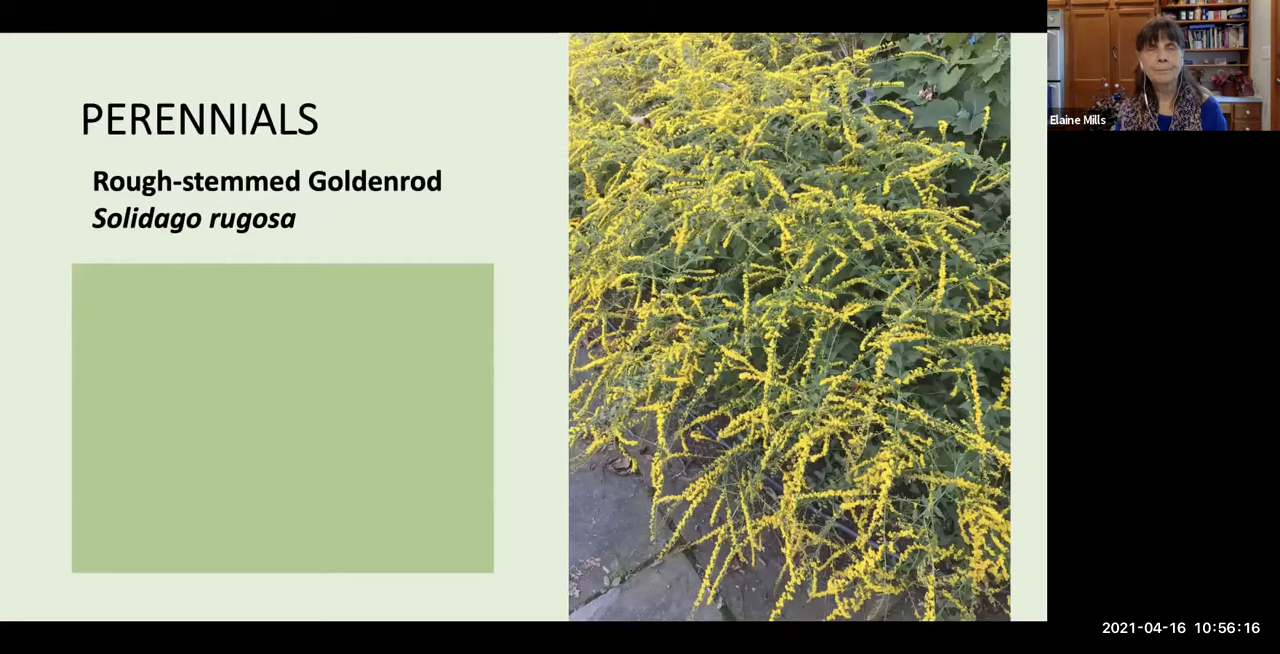 PERENNIALS
Rough-stemmed Goldenrod
Solidago rugosa
Elaine Mills
2021-04-16 10:56:16